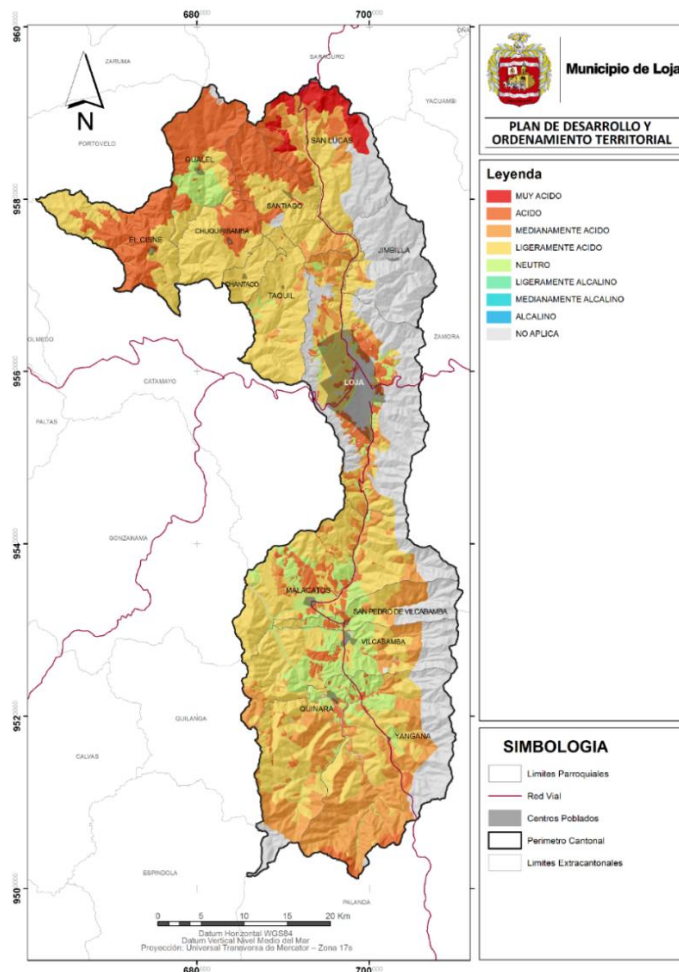 680000
700000
960
ZARUMA
SARAGURO
OÑA
YACUAMBI
PORTOVELO
N
SAN LUCAS
GUALEL
958
SANTIAGO
EL CISNE
CHUQUIRIBAMBA
JIMBILLA
CHANTACO
TAQUIL
OLMEDO
ZAMORA
956
CATAMAYO
LOJA
PALTAS
GONZANAMA
954
MALACATOS
SAN PEDRO DE VILCABAMBA
VILCABAMBA
QUINARA
952
QUILANGA
YANGANA
CALVAS
ESPINDOLA
950
PALANDA
0 5 10 15 20 Km
Datum Horizontal WGS84
Datum Vertical Nivel Medio del Mar
Proyección: Universal Transversa de Mercator – Zona 17s
680000
700000
Municipio de Loja
PLAN DE DESARROLLO Y
ORDENAMIENTO TERRITORIAL
Leyenda
MUY ACIDO
ACIDO
MEDIANAMENTE ACIDO
LIGERAMENTE ACIDO
NEUTRO
LIGERAMENTE ALCALINO
MEDIANAMENTE ALCALINO
ALCALINO
NO APLICA
SIMBOLOGIA
Limites Parroquiales
Red Vial
Centros Poblados
Perimetro Cantonal
Limites Extracantonales